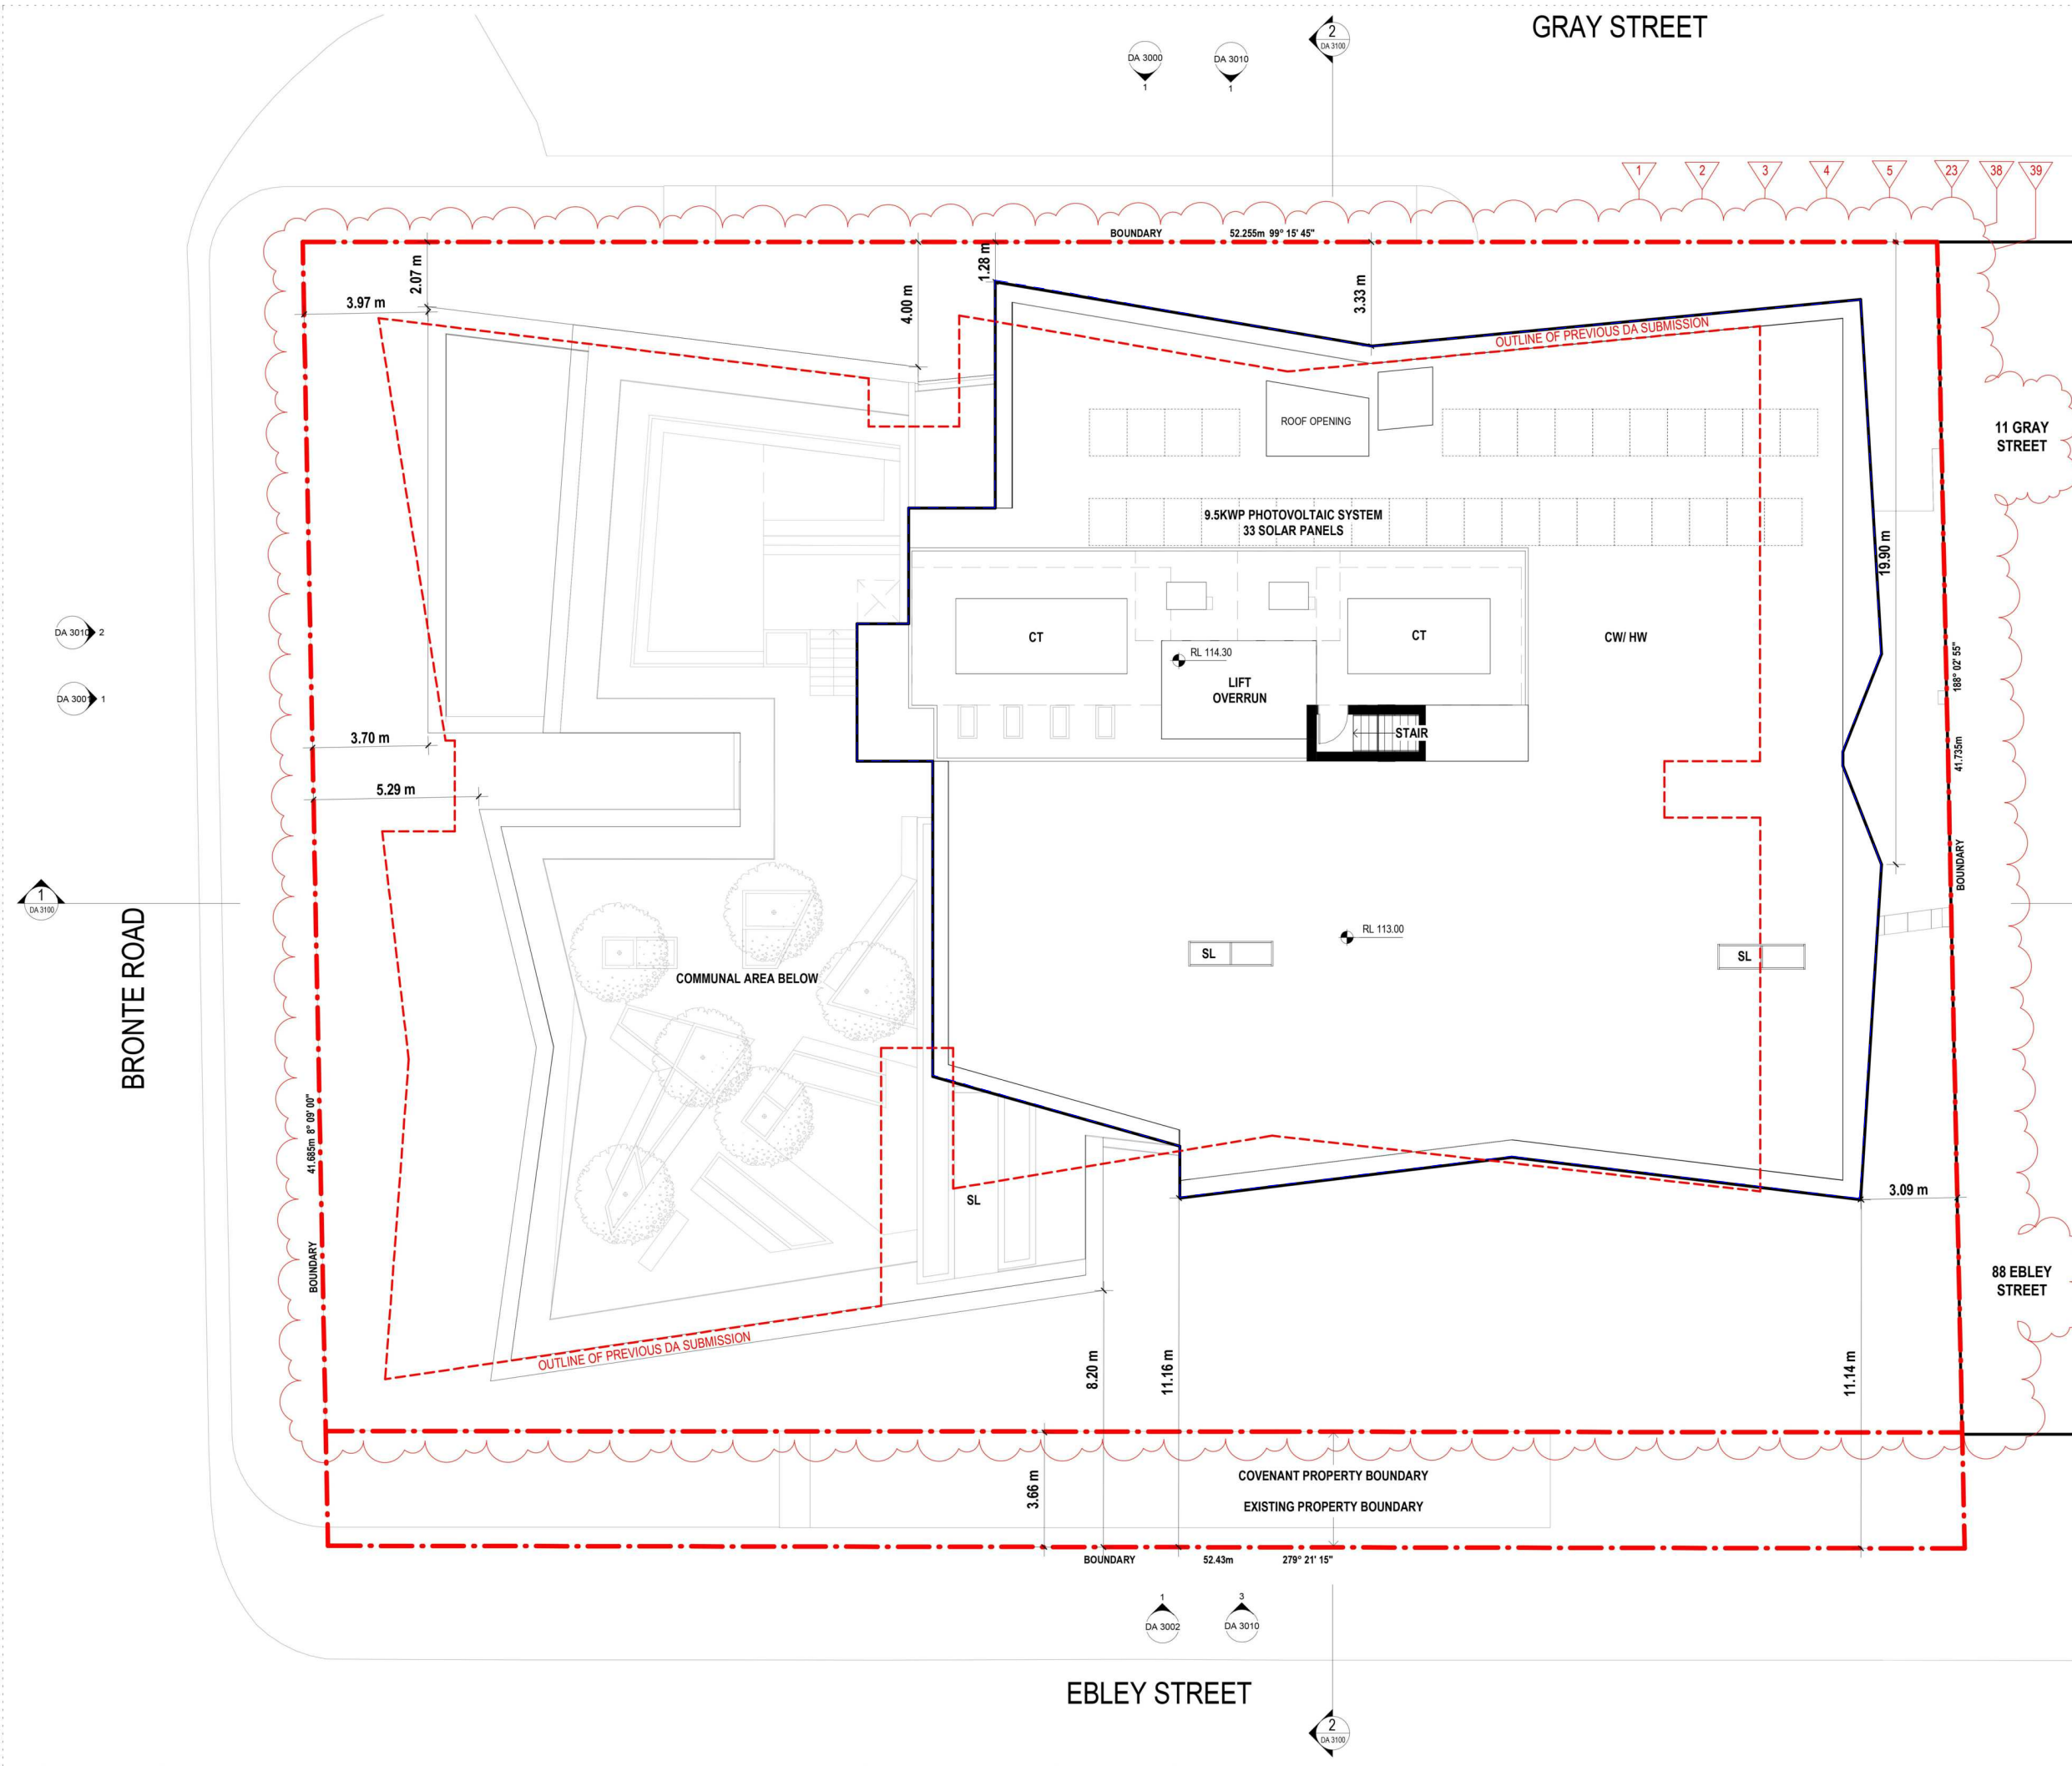 GRAY STREET
2
DA 3100
DA 3000
1
DA 3010
1
1
2
3
4
5
23
38
39
BOUNDARY 52.255m 99° 15' 45"
2.07 m
3.97 m
4.00 m
1.28 m
3.33 m
OUTLINE OF PREVIOUS DA SUBMISSION
ROOF OPENING
11 GRAY
STREET
9.5KWP PHOTOVOLTAIC SYSTEM
33 SOLAR PANELS
19.90 m
DA 3010 2
DA 3001 1
CT
CT
CW/ HW
RL 114.30
LIFT
OVERRUN
STAIR
188° 02' 55"
41.735m
BOUNDARY
3.70 m
5.29 m
1
DA 3100
BRONTE ROAD
RL 113.00
SL
SL
COMMUNAL AREA BELOW
41.685m 8° 09' 00"
BOUNDARY
SL
3.09 m
88 EBLEY
STREET
OUTLINE OF PREVIOUS DA SUBMISSION
8.20 m
11.16 m
11.14 m
3.66 m
COVENANT PROPERTY BOUNDARY
EXISTING PROPERTY BOUNDARY
BOUNDARY 52.43m 279° 21' 15"
1
DA 3002
3
DA 3010
EBLEY STREET
2
DA 3100